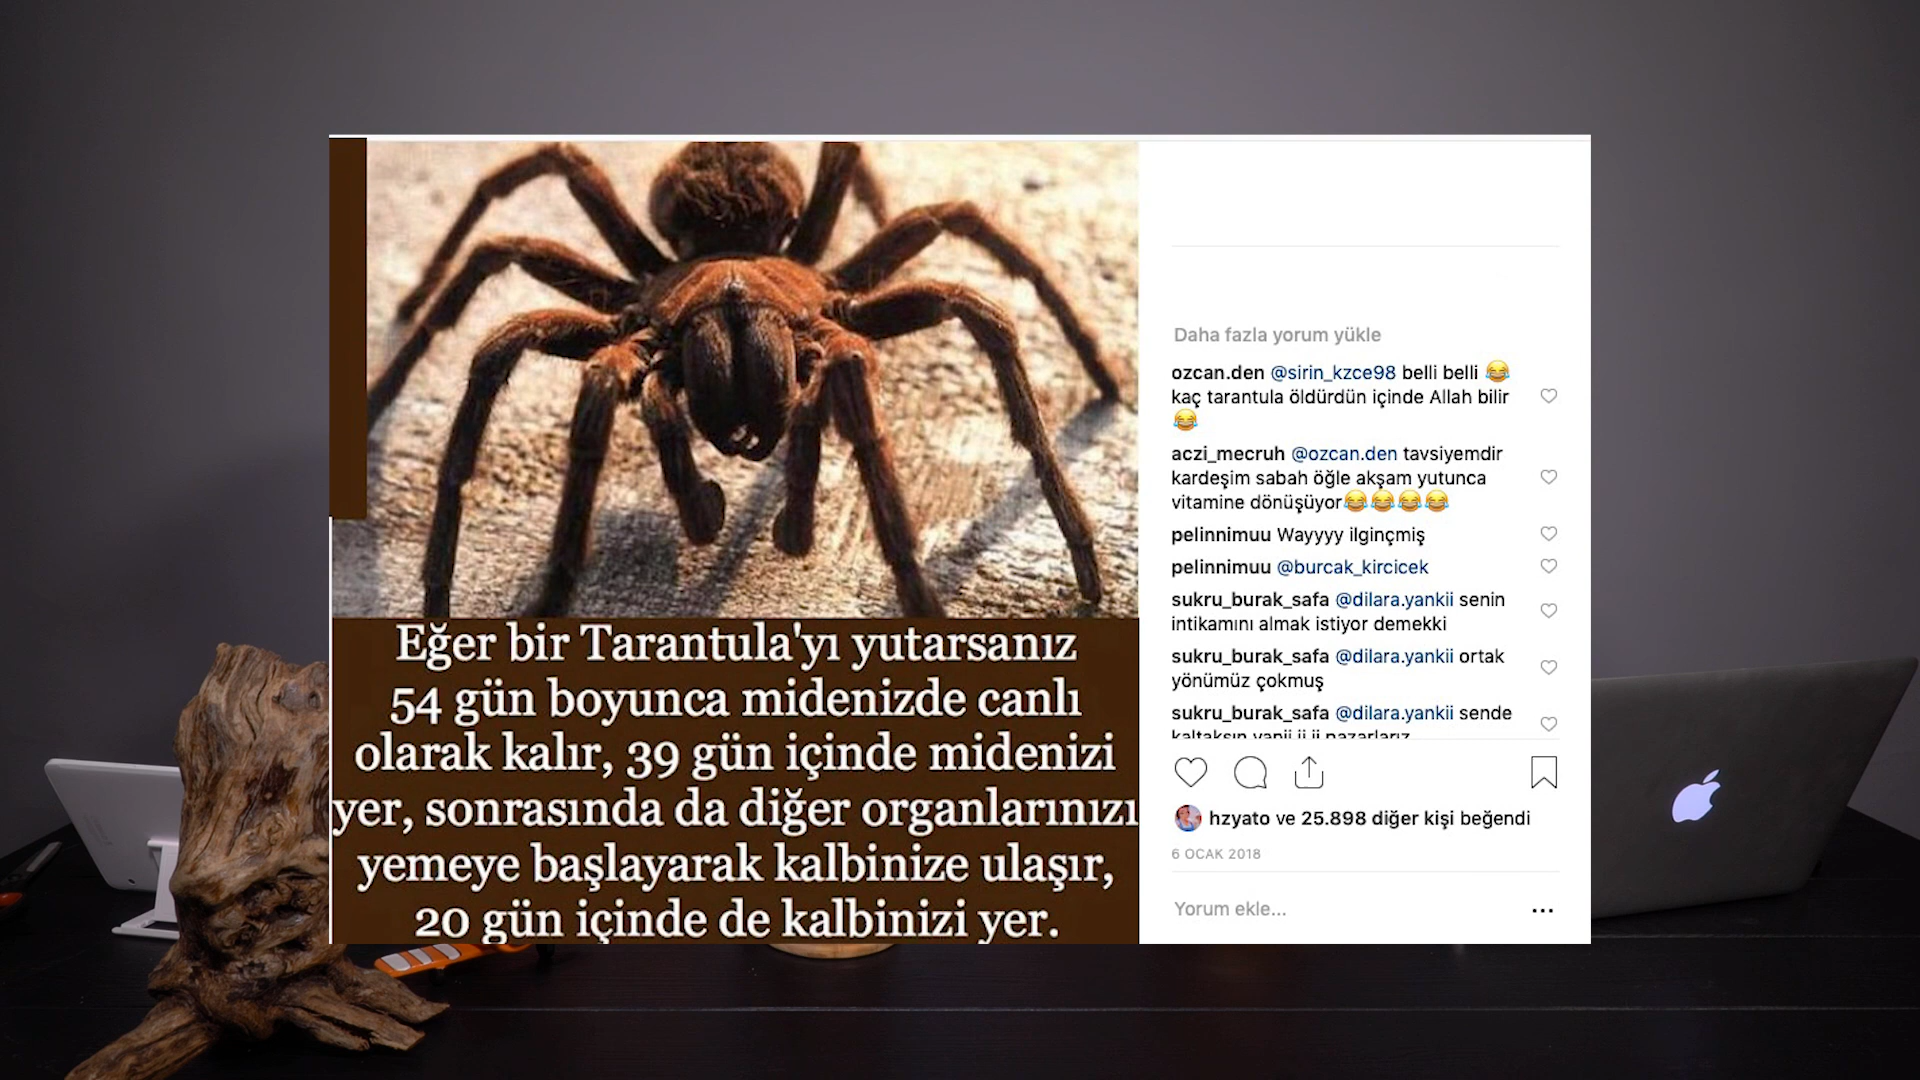 Eğer bir Tarantula'yı yutarsanız
54 gün boyunca midenizde canlı
olarak kalır, 39 gün içinde midenizi
yer, sonrasında da diğer organlarınızı
yemeye başlayarak kalbinize ulaşır,
20 gün içinde de kalbinizi yer.
Daha fazla yorum yükle
ozcan.den @sirin_kzce98 belli belli 😂
kaç tarantula öldürdün içinde Allah bilir
😂
aczi_mecruh @ozcan.den tavsiyemdir
kardeşim sabah öğle akşam yutunca
vitamine dönüşüyor😂😂😂😂
pelinnimuu Wayyyy ilginçmiş
pelinnimuu @burcak_kircicek
sukru_burak_safa @dilara.yankii senin
intikamını almak istiyor demekki
sukru_burak_safa @dilara.yankii ortak
yönümüz çokmuş
sukru_burak_safa @dilara.yankii sende
hzyato ve 25.898 diğer kişi beğendi
6 OCAK 2018
Yorum ekle...